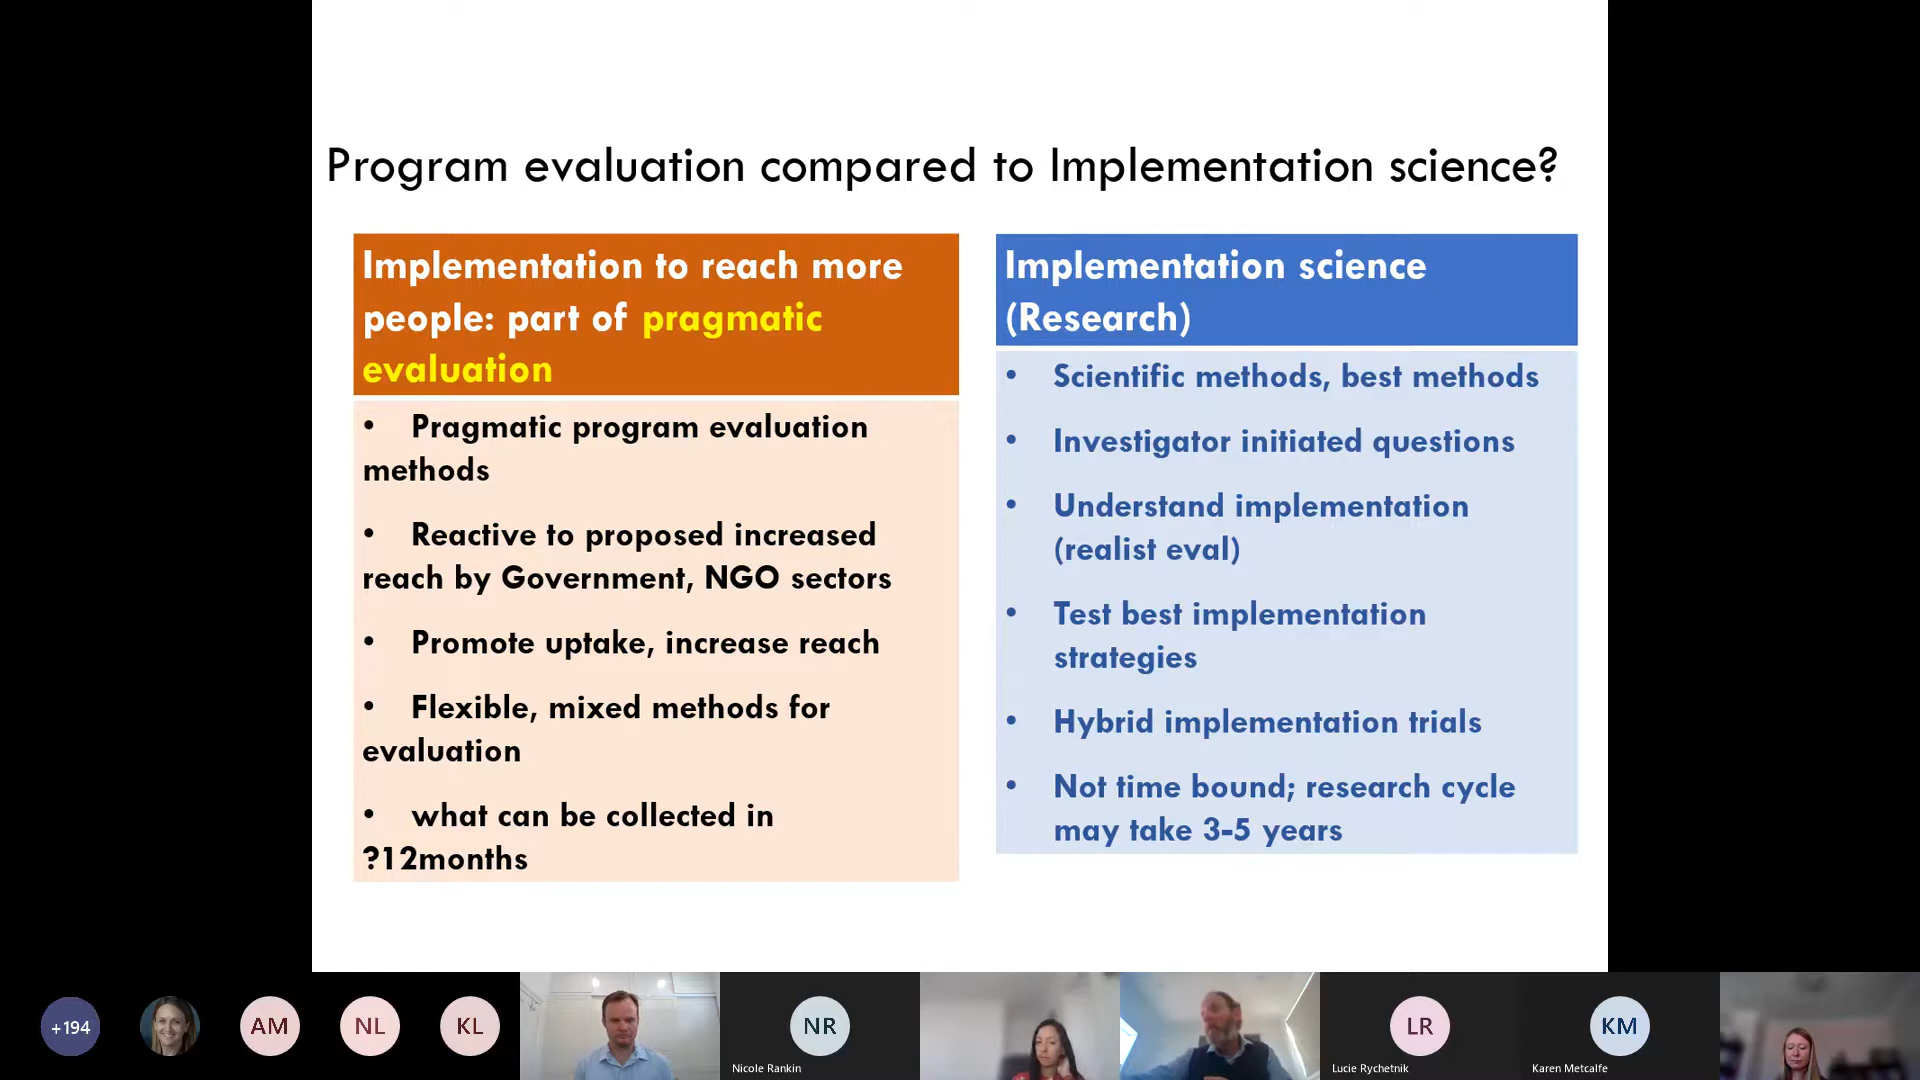 Program evaluation compared to Implementation science?
Implementation to reach more
people: part of pragmatic
evaluation
• Pragmatic program evaluation
methods
• Reactive to proposed increased
reach by Government, NGO sectors
• Promote uptake, increase reach
• Flexible, mixed methods for
evaluation
• what can be collected in
?12months
Implementation science
(Research)
• Scientific methods, best methods
• Investigator initiated questions
• Understand implementation
(realist eval)
• Test best implementation
strategies
• Hybrid implementation trials
• Not time bound; research cycle
may take 3-5 years
+194
AM
NL
KL
NR
Nicole Rankin
LR
Lucie Rychetnik
KM
Karen Metcalfe